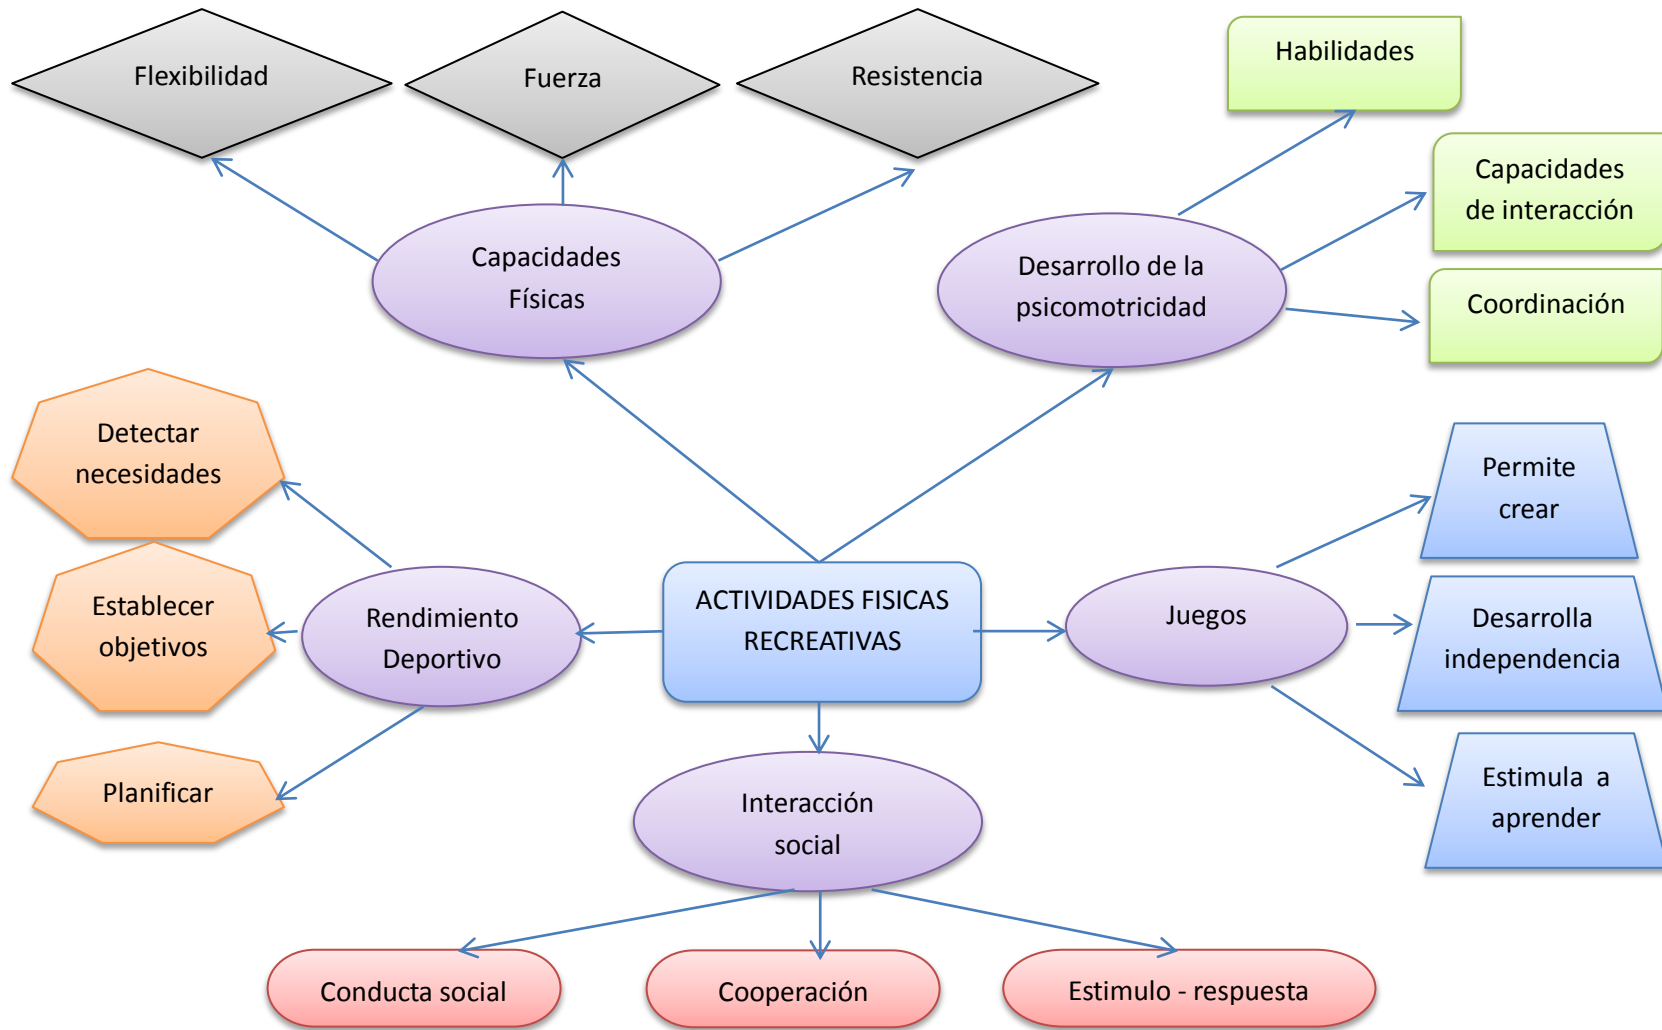 Flexibilidad
Fuerza
Resistencia
Habilidades
Capacidades
de interacción
Coordinación
Capacidades
Físicas
Desarrollo de la
psicomotricidad
Detectar
necesidades
Establecer
objetivos
Planificar
Rendimiento
Deportivo
ACTIVIDADES FISICAS
RECREATIVAS
Juegos
Permite
crear
Desarrolla
independencia
Estimula a
aprender
Interacción
social
Conducta social
Cooperación
Estimulo - respuesta